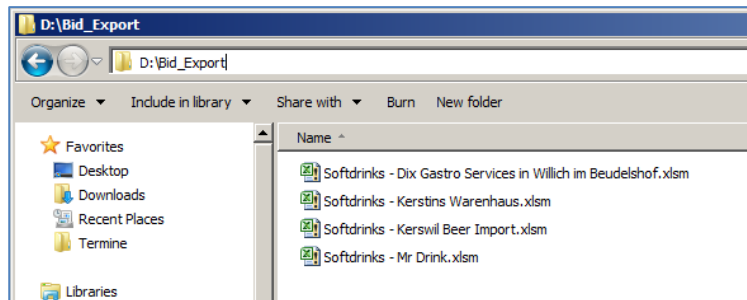 D:\Bid_Export
D:\Bid_Export
Organize Include in library Share with Burn New folder
Favorites
Desktop
Downloads
Recent Places
Termine
Libraries
Name
Softdrinks - Dix Gastro Services in Willich im Beudelshof.xlsm
Softdrinks - Kerstins Warenhaus.xlsm
Softdrinks - Kerswil Beer Import.xlsm
Softdrinks - Mr Drink.xlsm